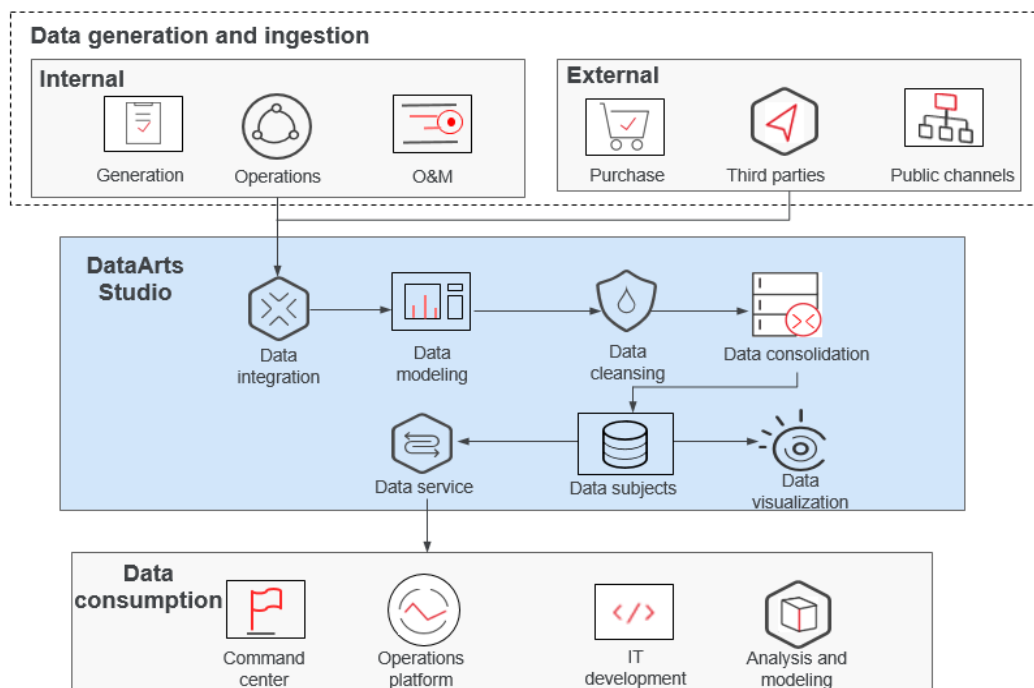 Data generation and ingestion
Internal
External
Generation
Operations
O&M
Purchase
Third parties
Public channels
DataArts
Studio
Data
integration
Data
modeling
Data
cleansing
Data consolidation
Data service
Data subjects
Data
visualization
Data
consumption
Command
center
Operations
platform
IT
development
Analysis and
modeling